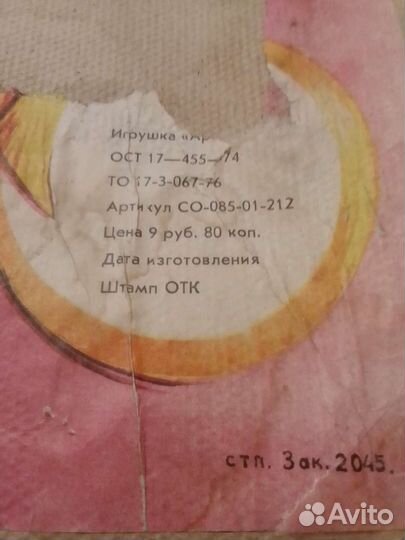 Игрушка «Ар
ОСТ 17—455—74
ТО 17-3-067-76
Артикул СО-085-01-212
Цена 9 руб. 80 коп.
Дата изготовления
Штамп ОТК
стп. Зак. 2045.
Avito